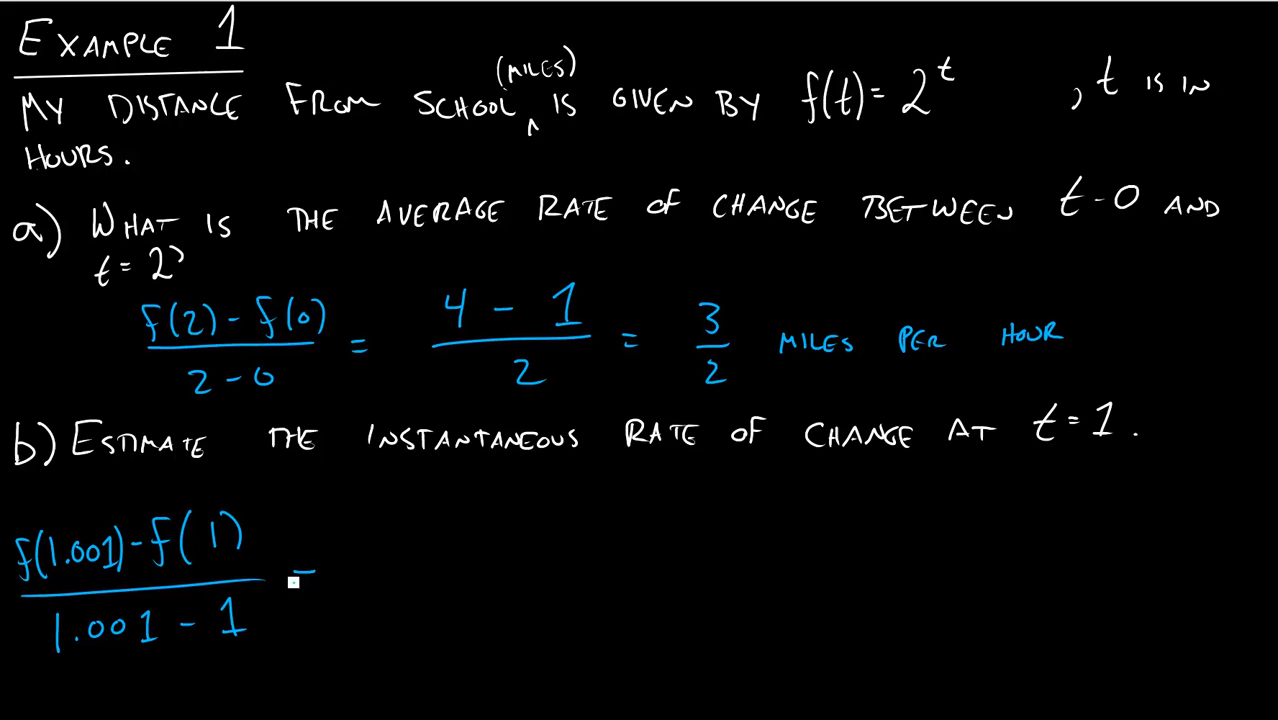 EXAMPLE 1
MY DISTANCE FROM SCHOOL (MILES) ^ IS GIVEN BY f(t) = 2^t , t IS IN
HOURS.
a) WHAT IS THE AVERAGE RATE OF CHANGE BETWEEN t - 0 AND
t = 2?
f(2) - f(0) / 2 - 0 = 4 - 1 / 2 = 3 / 2 MILES PER HOUR
b) ESTIMATE THE INSTANTANEOUS RATE OF CHANGE AT t = 1.
f(1.001) - f(1) / 1.001 - 1 -